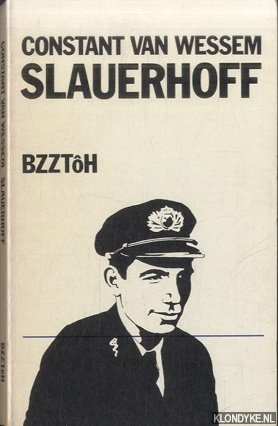 CONSTANT VAN WESSEM
SLAUERHOFF
BZZTôH
CONSTANT VAN WESSEM SLAUERHOFF
BZZTôH
KLONDYKE.NL